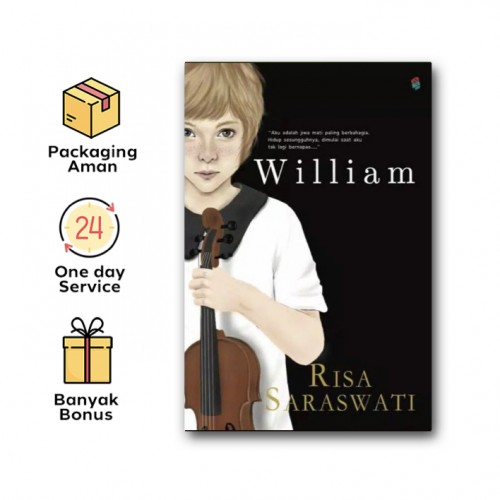 Packaging
Aman
24
One day
Service
Banyak
Bonus
"Aku adalah jiwa mati paling berbahagia.
Hidup sesungguhnya, dimulai saat aku
tak lagi bernapas...."
William
RISA
SARASWATI